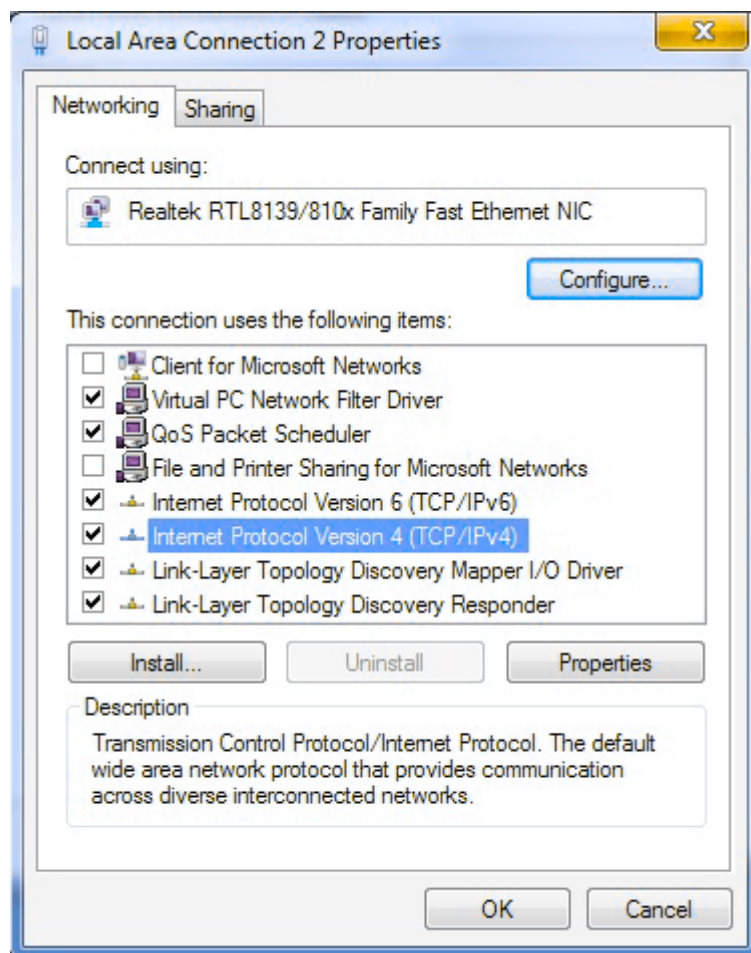 Local Area Connection 2 Properties
Networking
Sharing
Connect using:
Realtek RTL8139/810x Family Fast Ethernet NIC
Configure...
This connection uses the following items:
Client for Microsoft Networks
Virtual PC Network Filter Driver
QoS Packet Scheduler
File and Printer Sharing for Microsoft Networks
Internet Protocol Version 6 (TCP/IPv6)
Internet Protocol Version 4 (TCP/IPv4)
Link-Layer Topology Discovery Mapper I/O Driver
Link-Layer Topology Discovery Responder
Install...
Uninstall
Properties
Description
Transmission Control Protocol/Internet Protocol. The default
wide area network protocol that provides communication
across diverse interconnected networks.
OK
Cancel